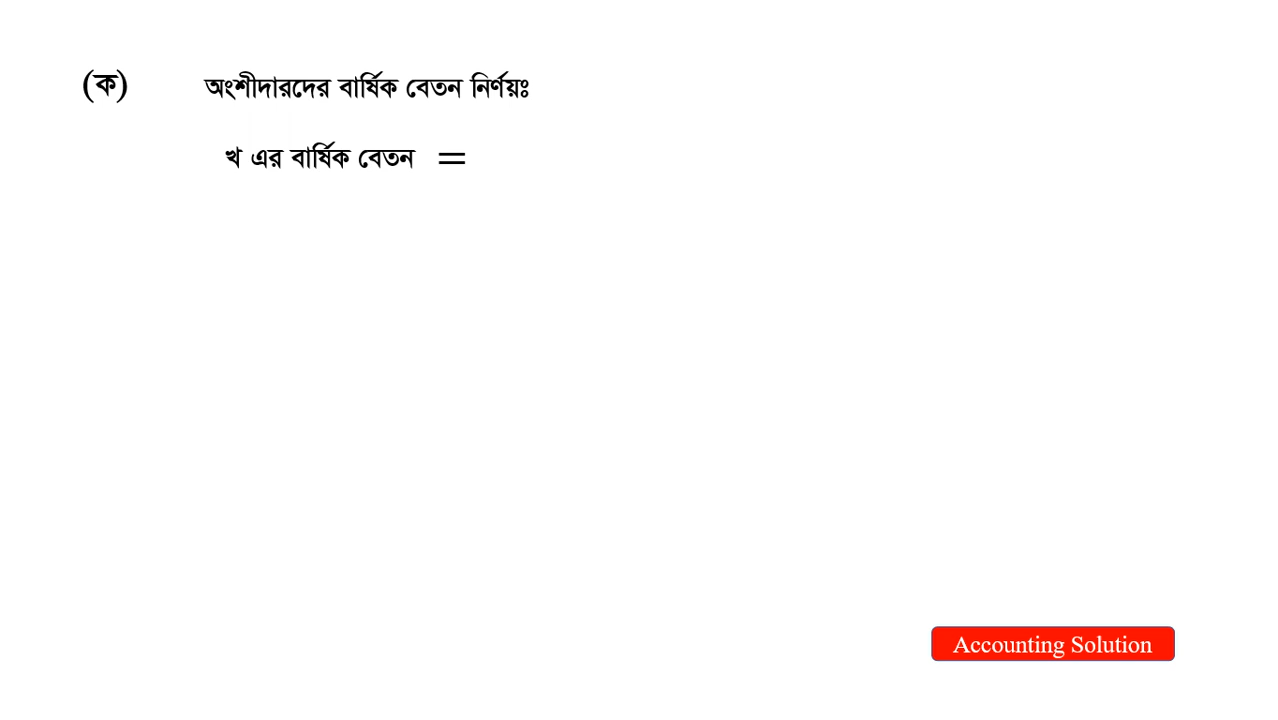 (ক) অংশীদারদের বার্ষিক বেতন নির্ণয়ঃ
খ এর বার্ষিক বেতন =
Accounting Solution